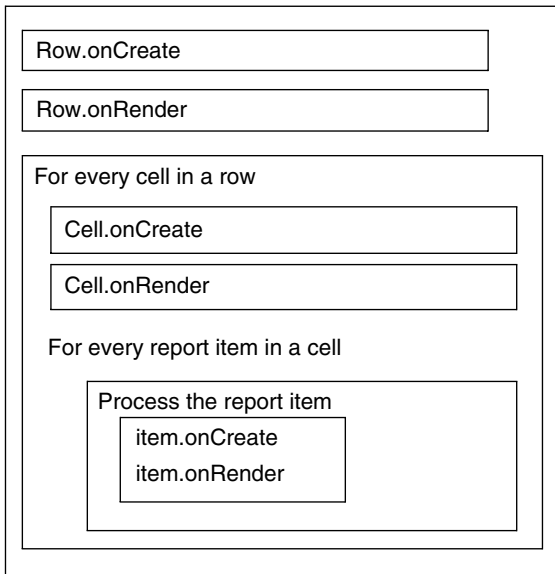 Row.onCreate
Row.onRender
For every cell in a row
Cell.onCreate
Cell.onRender
For every report item in a cell
Process the report item
item.onCreate
item.onRender